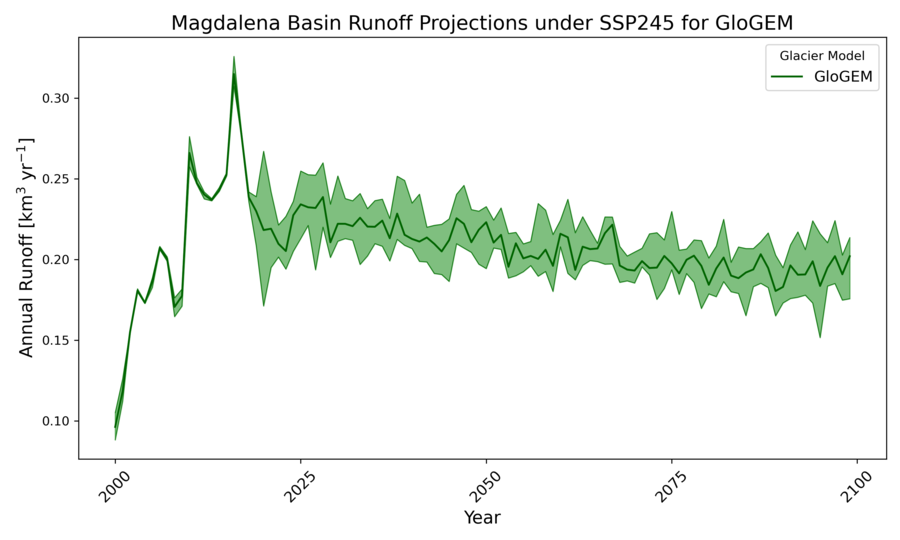 Magdalena Basin Runoff Projections under SSP245 for GloGEM
Glacier Model
GloGEM
0.30
0.25
0.20
0.15
0.10
Annual Runoff [km³ yr⁻¹]
2000 2025 2050 2075 2100
Year